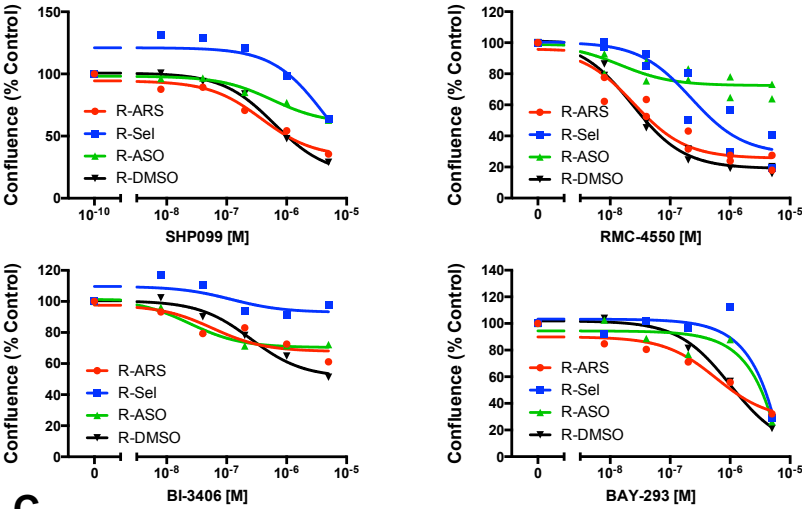 Confluence (% Control)
150
100
50
0
R-ARS
R-Sel
R-ASO
R-DMSO
10-10 10-8 10-7 10-6 10-5
SHP099 [M]
Confluence (% Control)
120
100
80
60
40
20
0
R-ARS
R-Sel
R-ASO
R-DMSO
0 10-8 10-7 10-6 10-5
RMC-4550 [M]
Confluence (% Control)
120
100
80
60
40
20
0
R-ARS
R-Sel
R-ASO
R-DMSO
0 10-8 10-7 10-6 10-5
BI-3406 [M]
Confluence (% Control)
140
120
100
80
60
40
20
0
R-ARS
R-Sel
R-ASO
R-DMSO
0 10-8 10-7 10-6 10-5
BAY-293 [M]